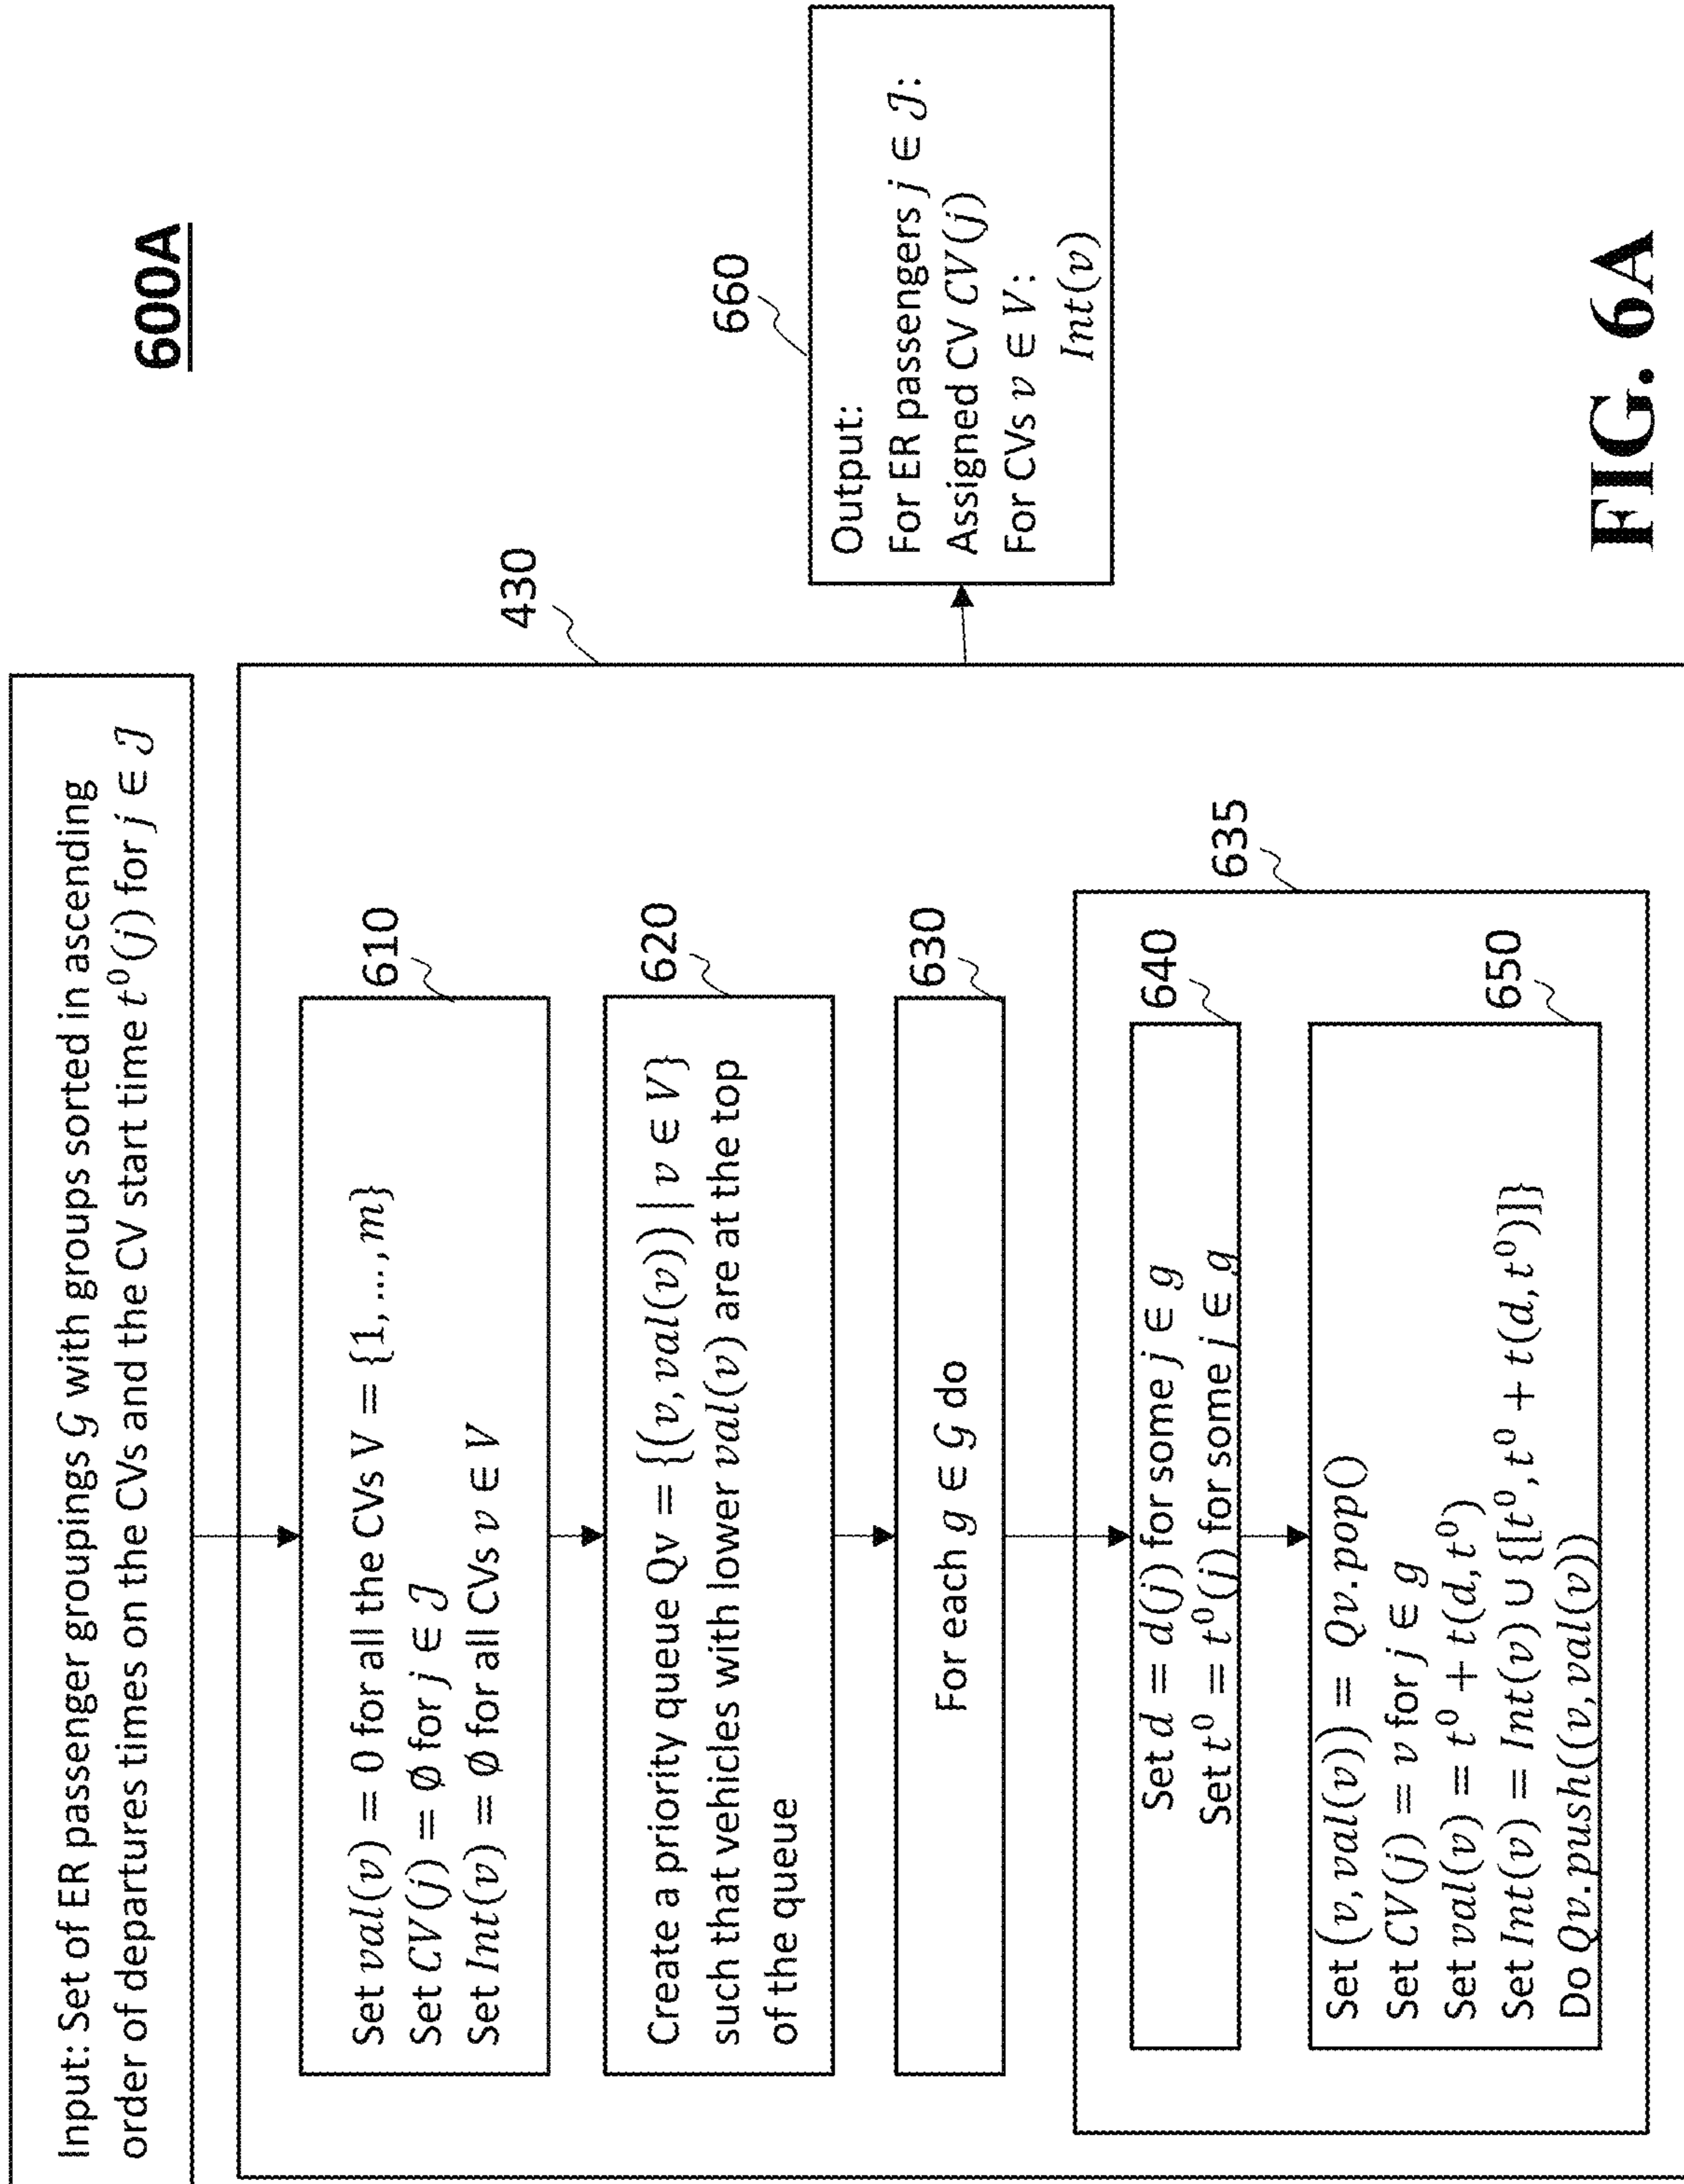 600A
Input: Set of ER passenger groupings 𝒢 with groups sorted in ascending
order of departures times on the CVs and the CV start time t⁰(j) for j ∈ 𝒥
430
610
Set val(v) = 0 for all the CVs V = {1, ..., m}
Set CV(j) = ∅ for j ∈ 𝒥
Set Int(v) = ∅ for all CVs v ∈ V
620
Create a priority queue Qv = {(v, val(v)) | v ∈ V}
such that vehicles with lower val(v) are at the top
of the queue
630
For each g ∈ 𝒢 do
635
640
Set d = d(j) for some j ∈ g
Set t⁰ = t⁰(j) for some j ∈ g
650
Set (v, val(v)) = Qv.pop()
Set CV(j) = v for j ∈ g
Set val(v) = t⁰ + t(d, t⁰)
Set Int(v) = Int(v) ∪ {[t⁰, t⁰ + t(d, t⁰)]}
Do Qv.push((v, val(v))
660
Output:
For ER passengers j ∈ 𝒥:
Assigned CV CV(j)
For CVs v ∈ V:
Int(v)
FIG. 6A